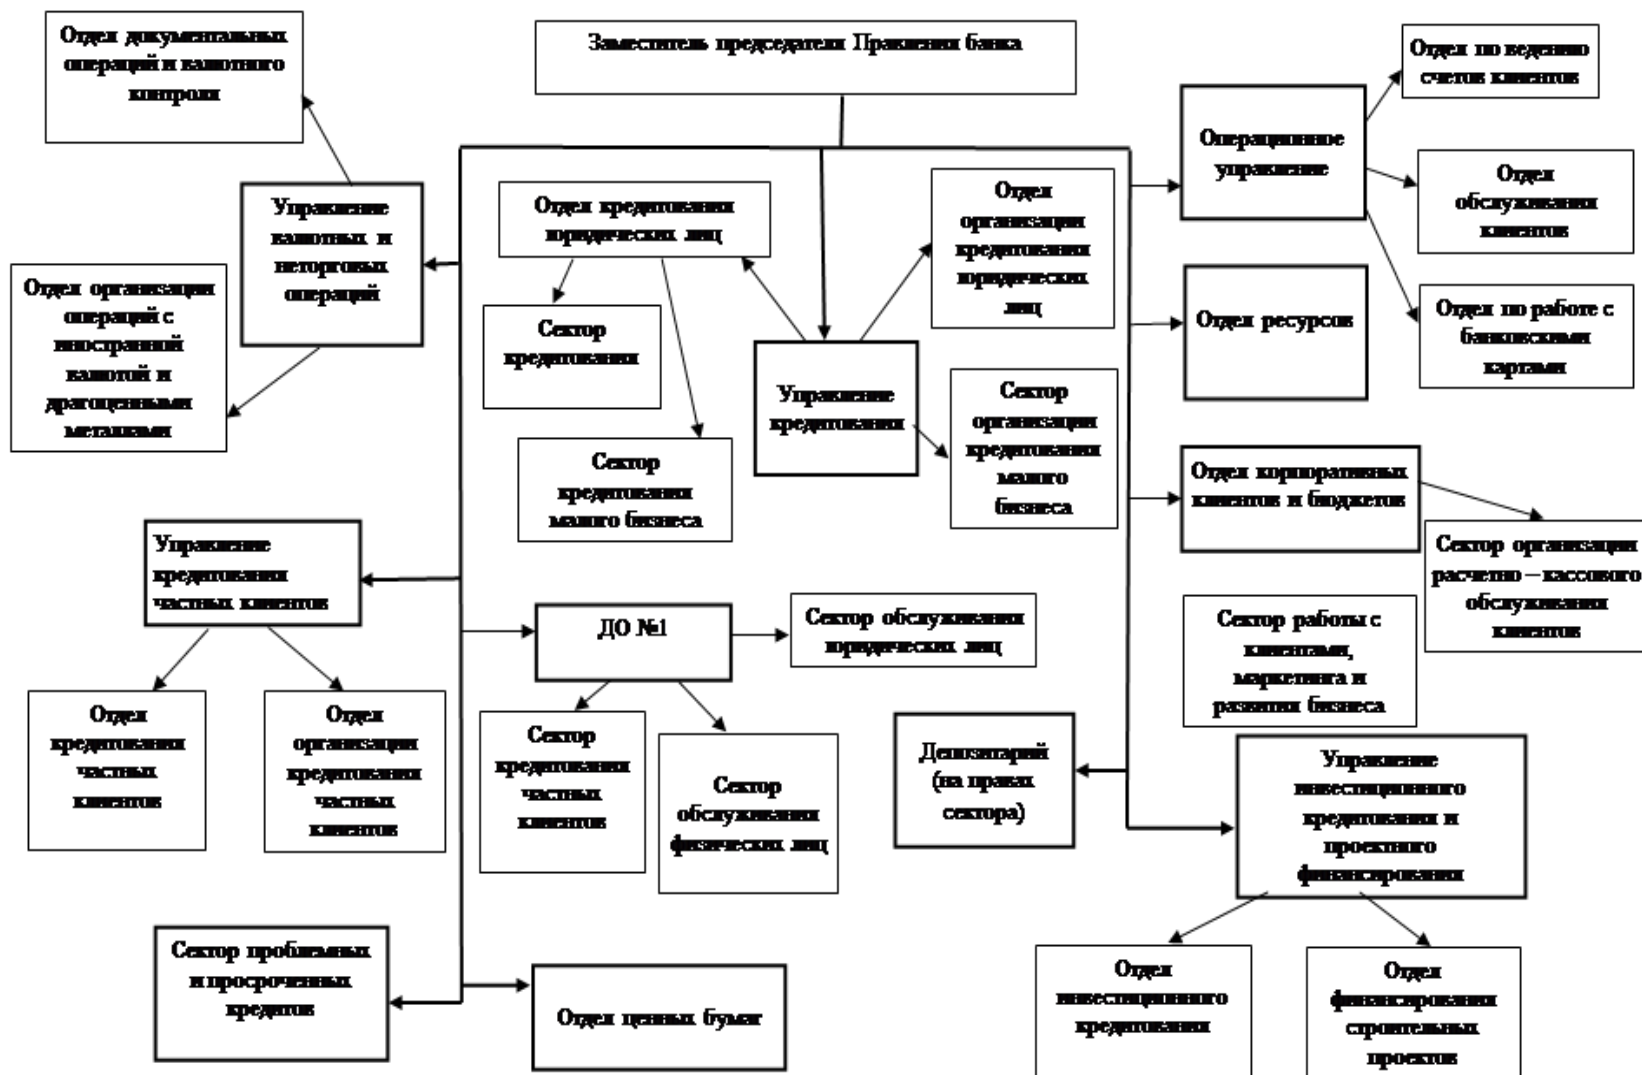 Заместитель председателя Правления банка
Отдел документальных
операций и валютного
контроля
Управление
валютных и
неторговых
операций
Отдел организации
операций с
иностранной
валютой и
драгоценными
металлами
Отдел кредитования
юридических лиц
Сектор
кредитования
Сектор
кредитования
малого бизнеса
Управление
кредитования
Отдел
организации
кредитования
юридических
лиц
Сектор
организации
кредитования
малого
бизнеса
Операционное
управление
Отдел по ведению
счетов клиентов
Отдел
обслуживания
клиентов
Отдел по работе с
банковскими
картами
Отдел ресурсов
Отдел корпоративных
клиентов и бюджетов
Сектор организации
расчетно – кассового
обслуживания
клиентов
Сектор работы с
клиентами,
маркетинга и
развития бизнеса
Управление
кредитования
частных клиентов
Отдел
кредитования
частных
клиентов
Отдел
организации
кредитования
частных
клиентов
ДО №1
Сектор обслуживания
юридических лиц
Сектор
кредитования
частных
клиентов
Сектор
обслуживания
физических лиц
Депозитарий
(на правах
сектора)
Управление
инвестиционного
кредитования и
проектного
финансирования
Отдел
инвестиционного
кредитования
Отдел
финансирования
строительных
проектов
Сектор проблемных
и просроченных
кредитов
Отдел ценных бумаг